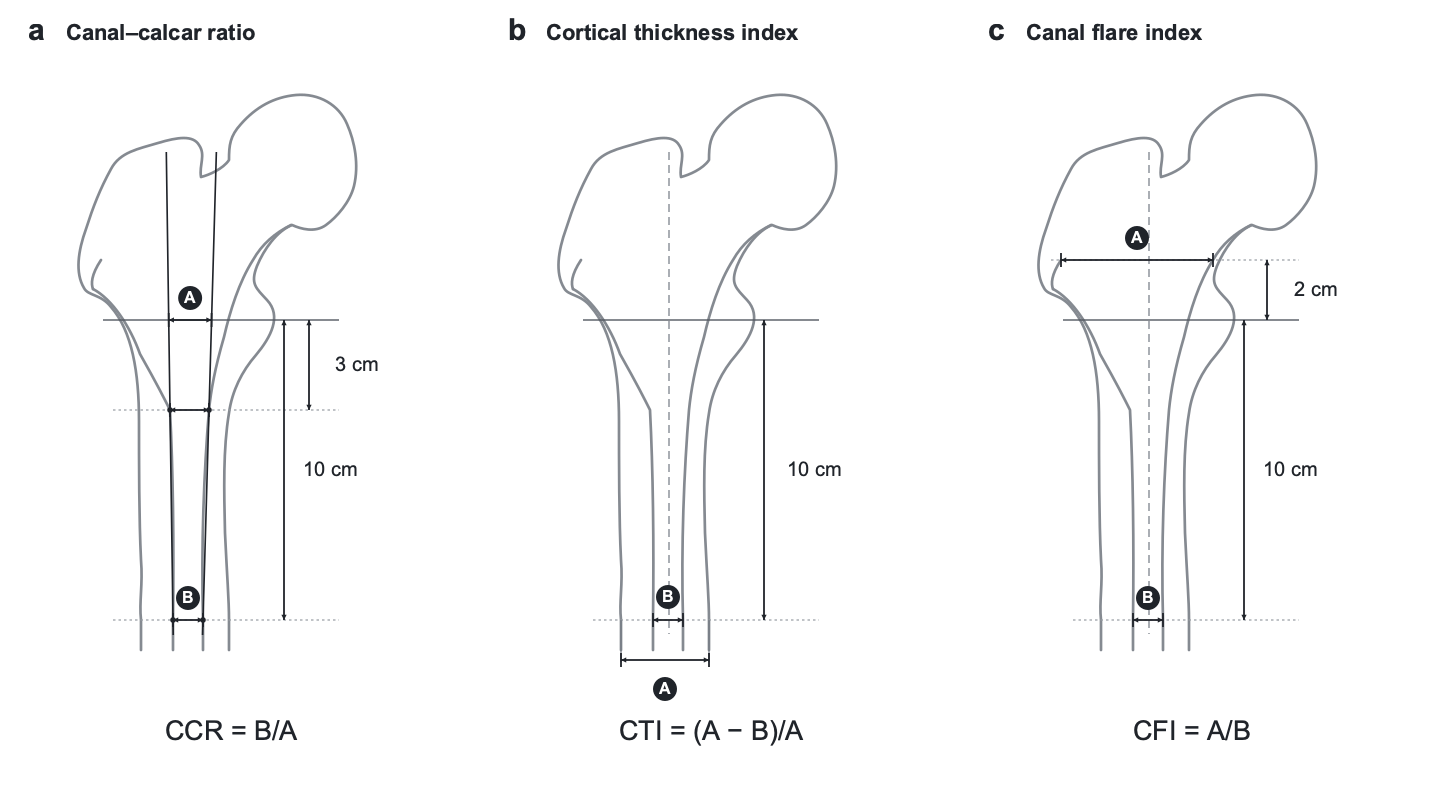 a Canal–calcar ratio
A
3 cm
10 cm
B
CCR = B/A
b Cortical thickness index
10 cm
B
A
CTI = (A − B)/A
c Canal flare index
A
2 cm
10 cm
B
CFI = A/B